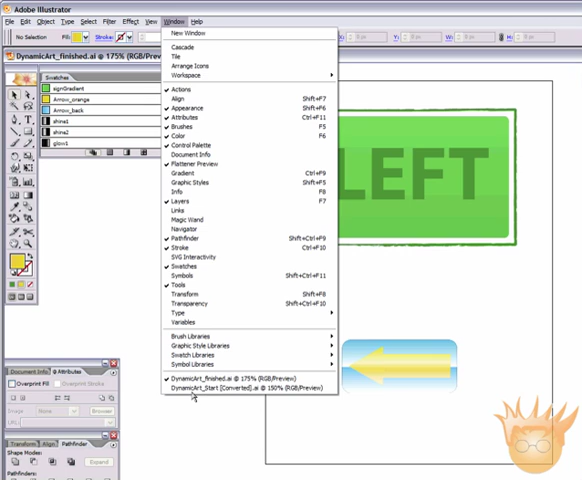 Adobe Illustrator
File Edit Object Type Select Filter Effect View Window Help
No Selection Fill: Stroke:
DynamicArt_finished.ai @ 175% (RGB/Prev
Swatches
signGradient
Arrow_orange
Arrow_back
shine1
shine2
glow1
New Window
Cascade
Tile
Arrange Icons
Workspace
Actions
Align Shift+F7
Appearance Shift+F6
Attributes Ctrl+F11
Brushes F5
Color F6
Control Palette
Document Info
Flattener Preview
Gradient Ctrl+F9
Graphic Styles Shift+F5
Info F8
Layers F7
Links
Magic Wand
Navigator
Pathfinder Shift+Ctrl+F9
Stroke Ctrl+F10
SVG Interactivity
Swatches
Symbols Shift+Ctrl+F11
Tools
Transform Shift+F8
Transparency Shift+Ctrl+F10
Type
Variables
Brush Libraries
Graphic Style Libraries
Swatch Libraries
Symbol Libraries
DynamicArt_finished.ai @ 175% (RGB/Preview)
DynamicArt_Start [Converted].ai @ 150% (RGB/Preview)
LEFT
Document Info Attributes
Overprint Fill Overprint Stroke
Image: None Browser
URL:
Transform Align Pathfinder
Shape Modes:
Expand
Pathfinders: